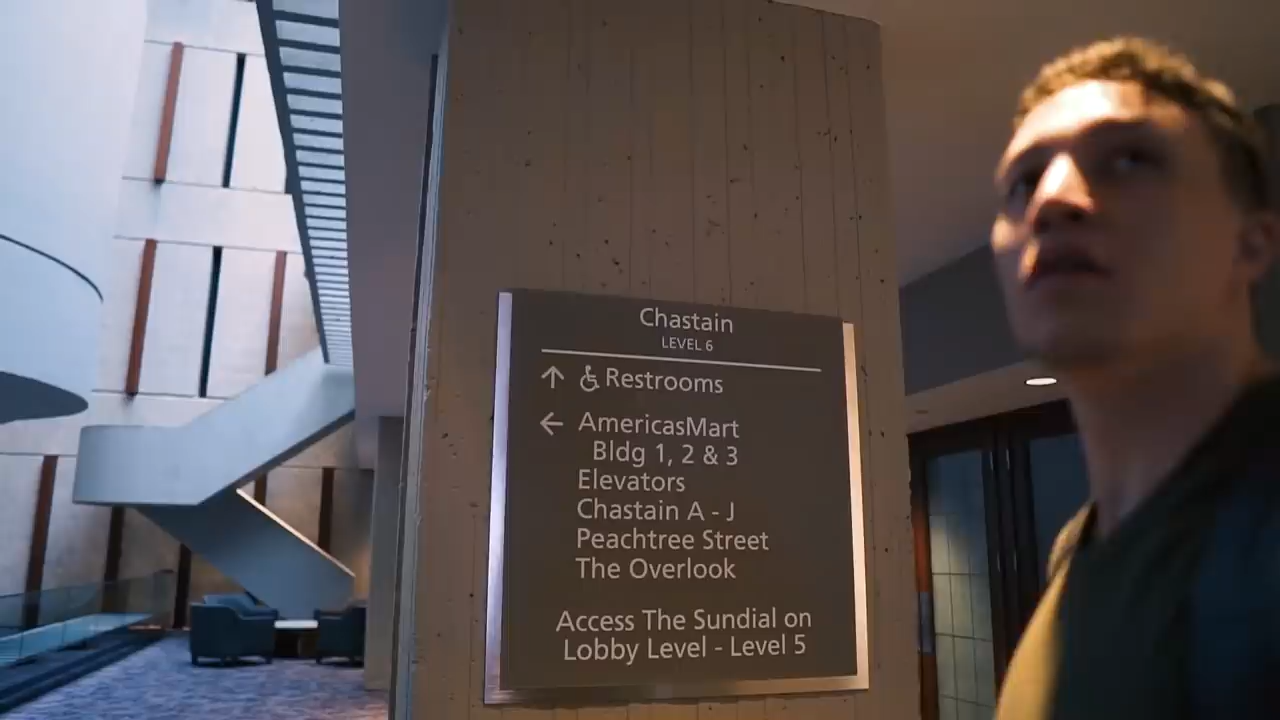 Chastain
LEVEL 6
↑ ♿ Restrooms
← AmericasMart
Bldg 1, 2 & 3
Elevators
Chastain A - J
Peachtree Street
The Overlook
Access The Sundial on
Lobby Level - Level 5